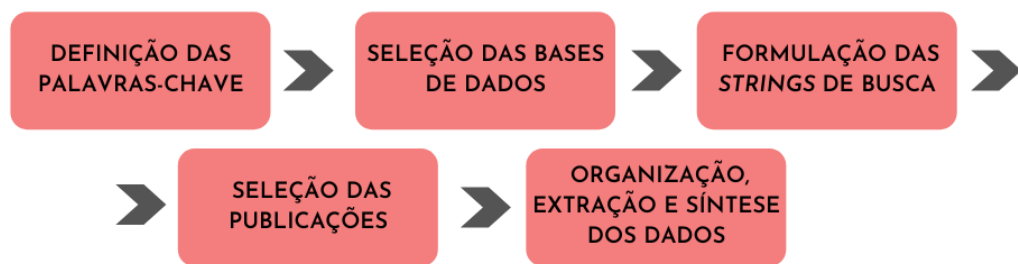 DEFINIÇÃO DAS
PALAVRAS-CHAVE
SELEÇÃO DAS BASES
DE DADOS
FORMULAÇÃO DAS
STRINGS DE BUSCA
SELEÇÃO DAS
PUBLICAÇÕES
ORGANIZAÇÃO,
EXTRAÇÃO E SÍNTESE
DOS DADOS